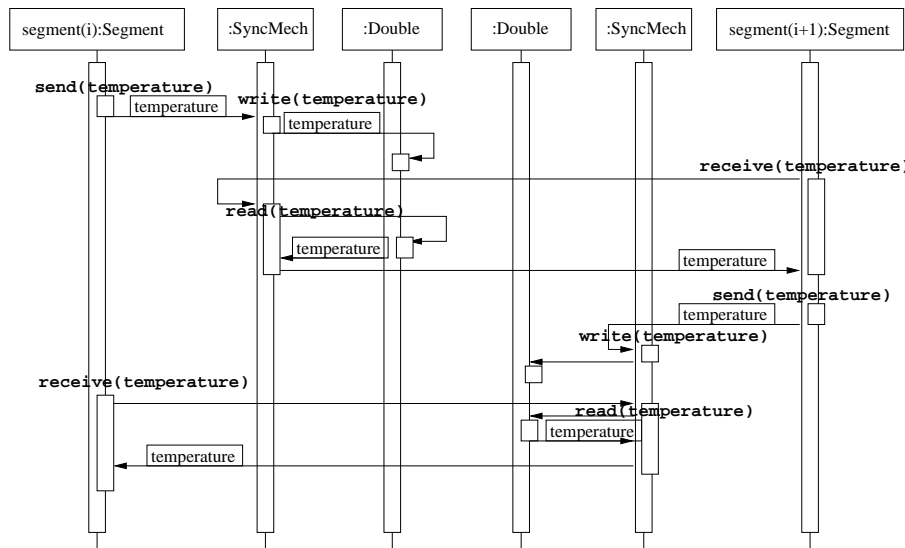 segment(i):Segment
:SyncMech
:Double
:Double
:SyncMech
segment(i+1):Segment
send(temperature)
temperature
write(temperature)
temperature
receive(temperature)
read(temperature)
temperature
temperature
send(temperature)
temperature
write(temperature)
receive(temperature)
read(temperature)
temperature
temperature